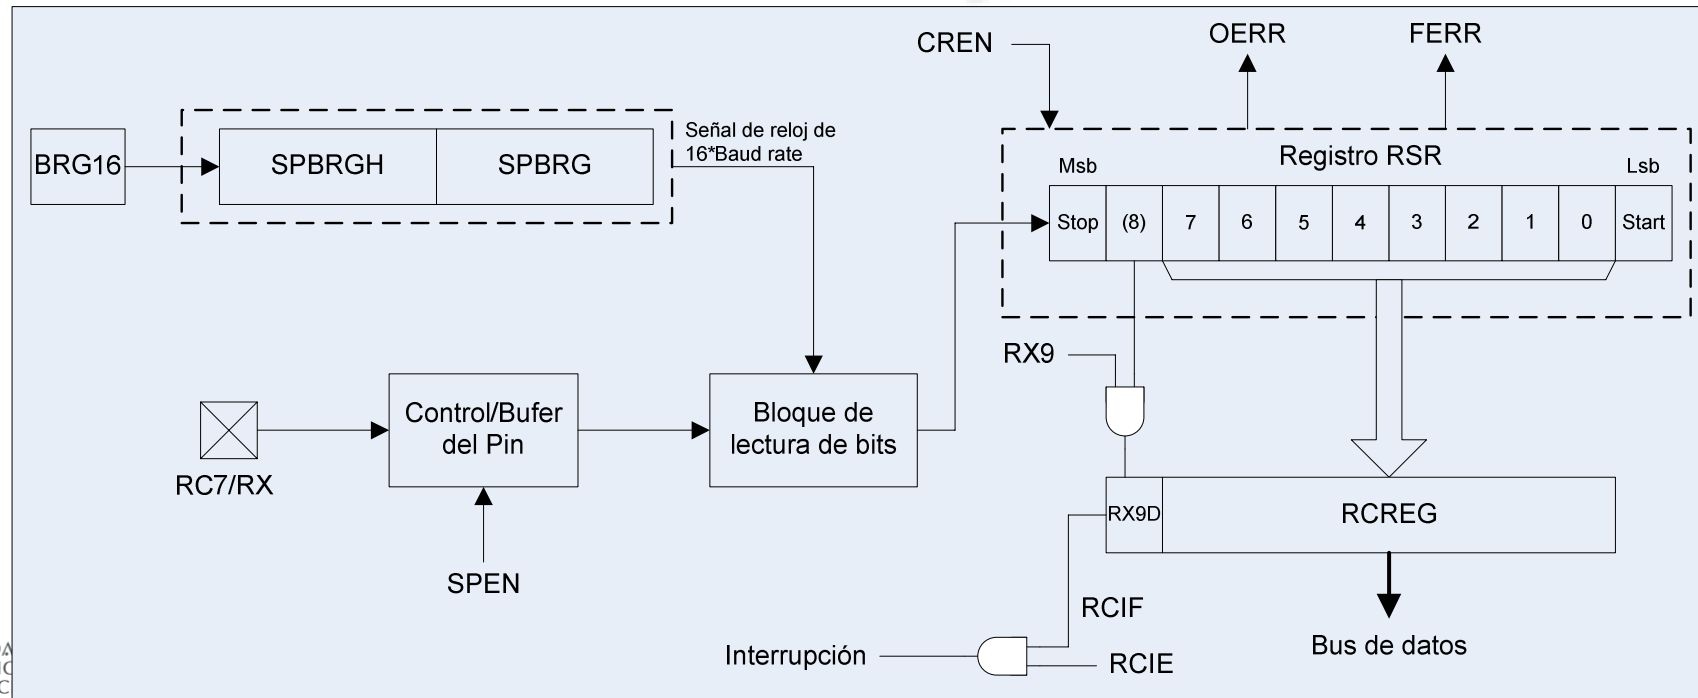 CREN
OERR
FERR
BRG16
SPBRGH
SPBRG
Señal de reloj de
16*Baud rate
Registro RSR
Msb
Lsb
Stop
(8)
7
6
5
4
3
2
1
0
Start
RX9
Control/Bufer
del Pin
Bloque de
lectura de bits
RC7/RX
SPEN
RX9D
RCREG
RCIF
RCIE
Interrupción
Bus de datos